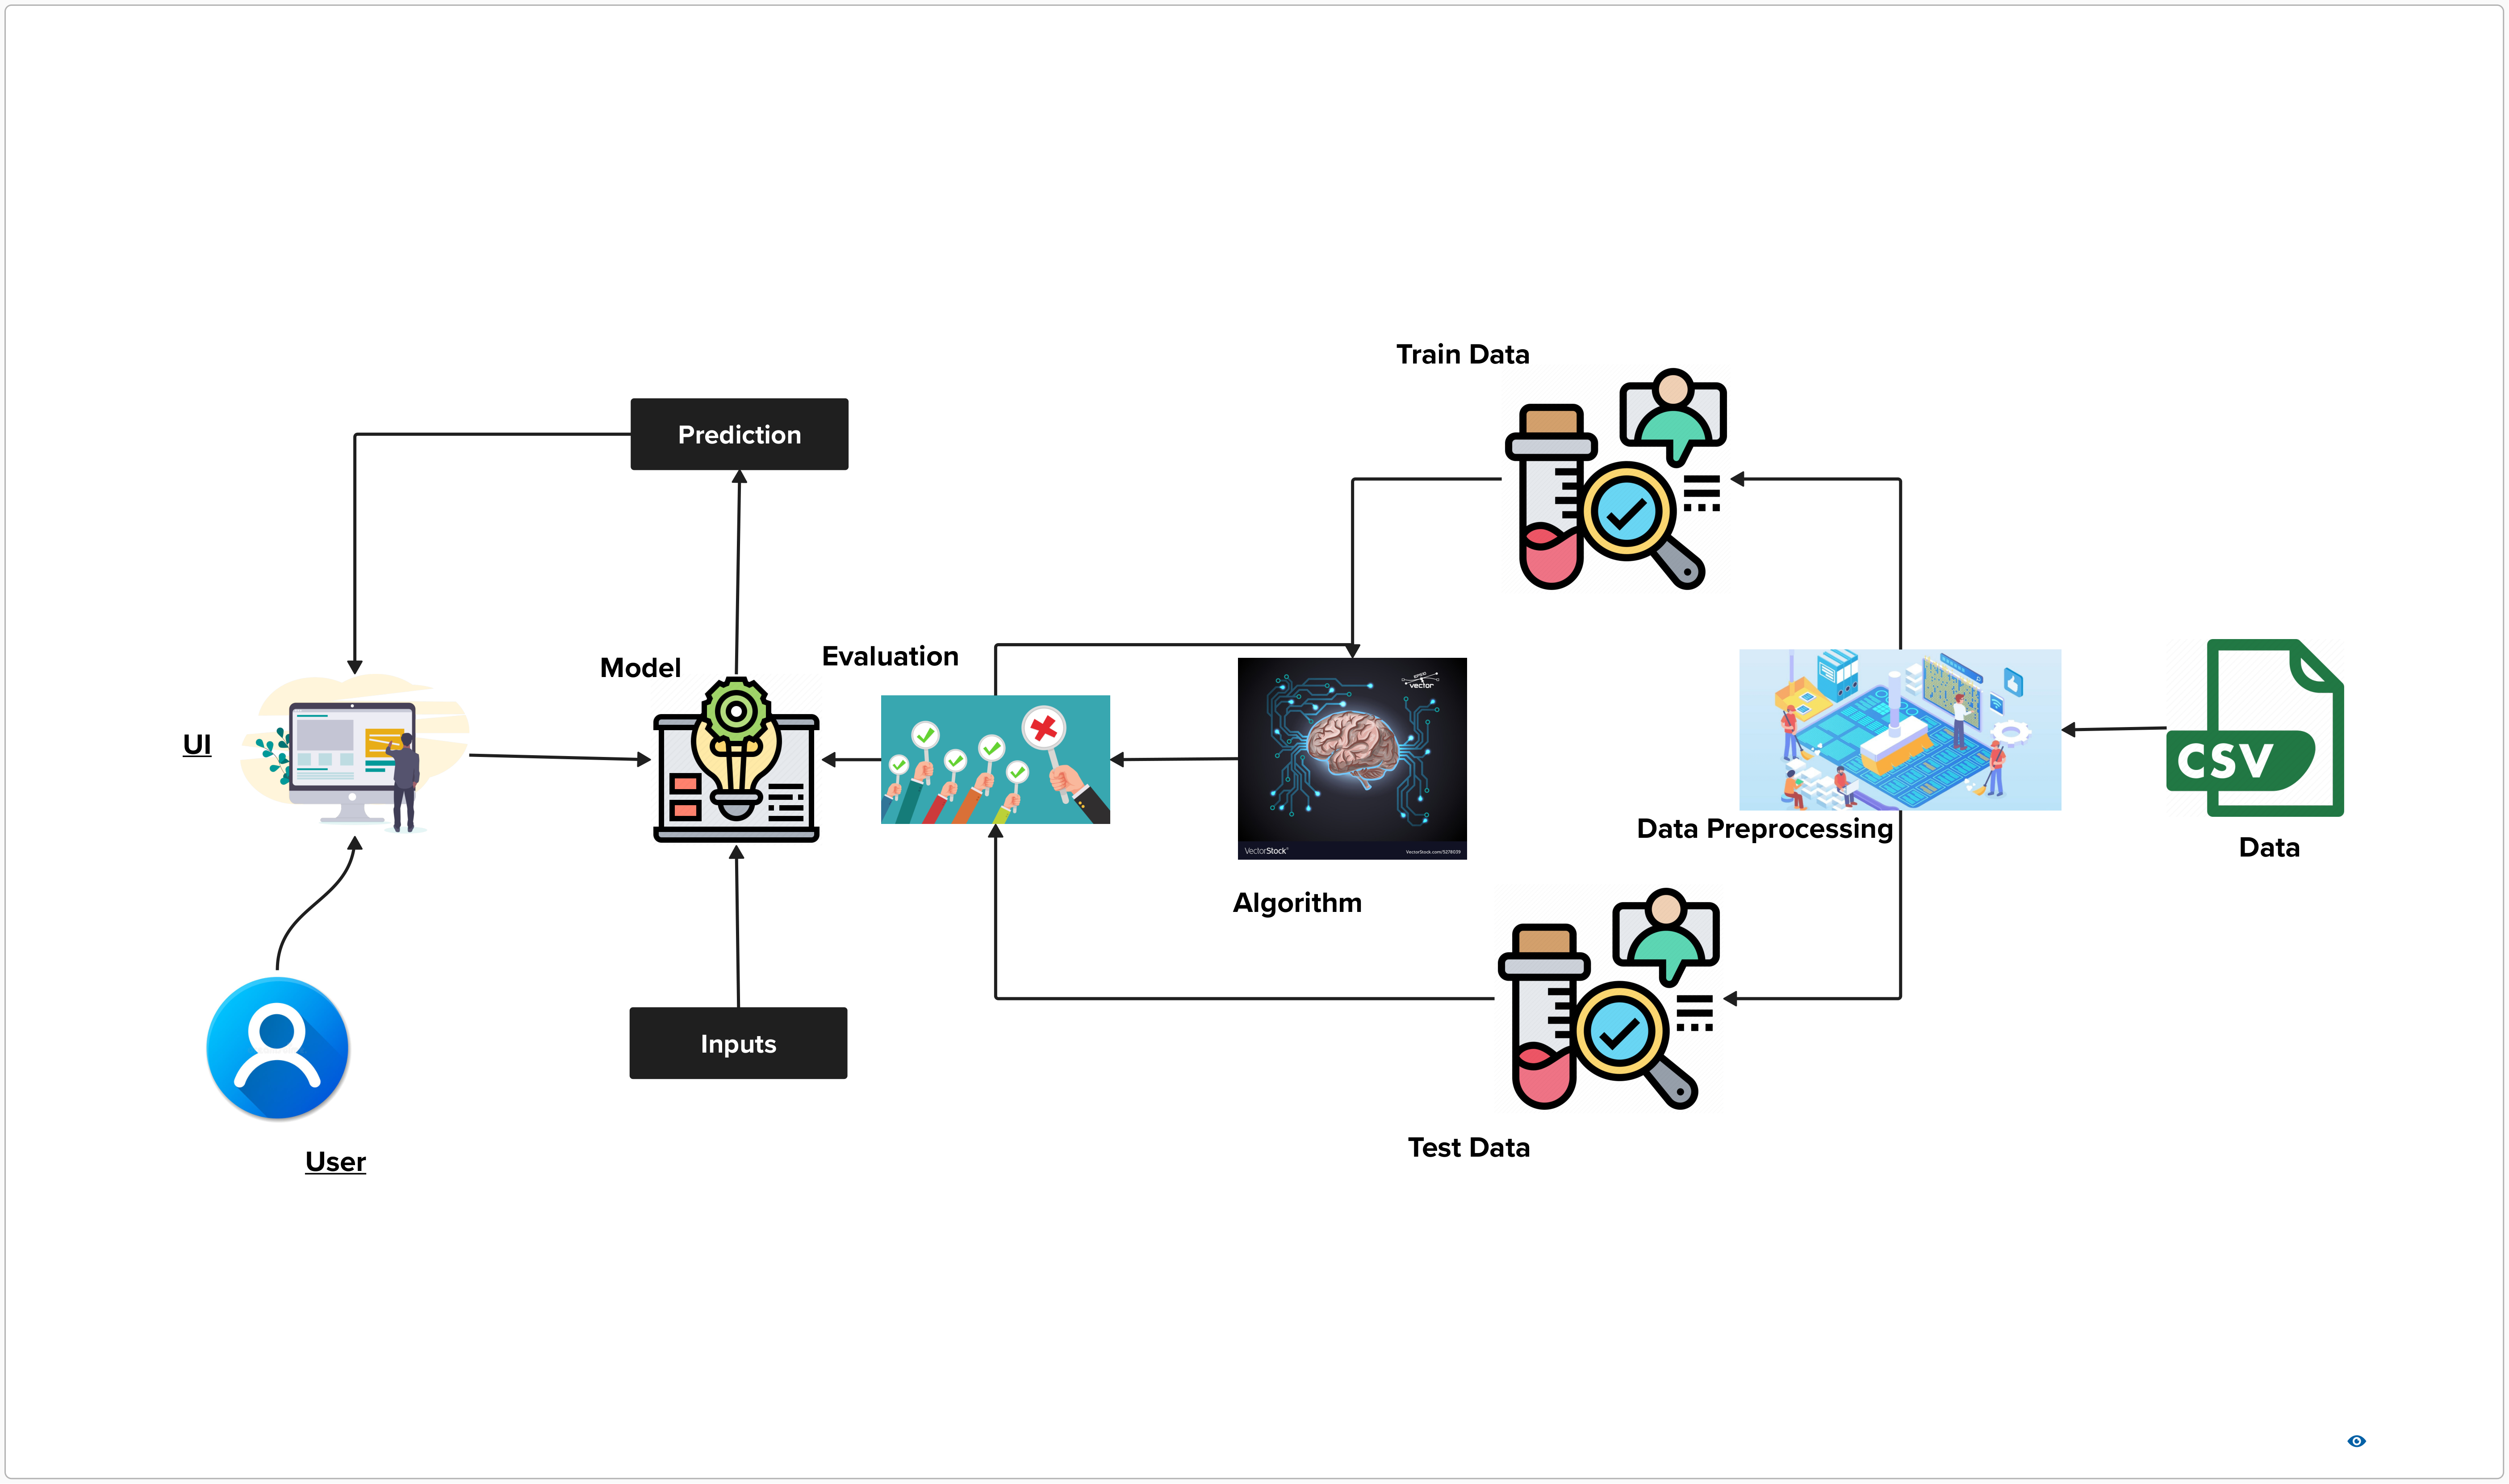 Train Data
Prediction
Model
Evaluation
UI
vector
CSV
Data Preprocessing
Data
VectorStock®
VectorStock.com/5278039
Algorithm
Inputs
Test Data
User